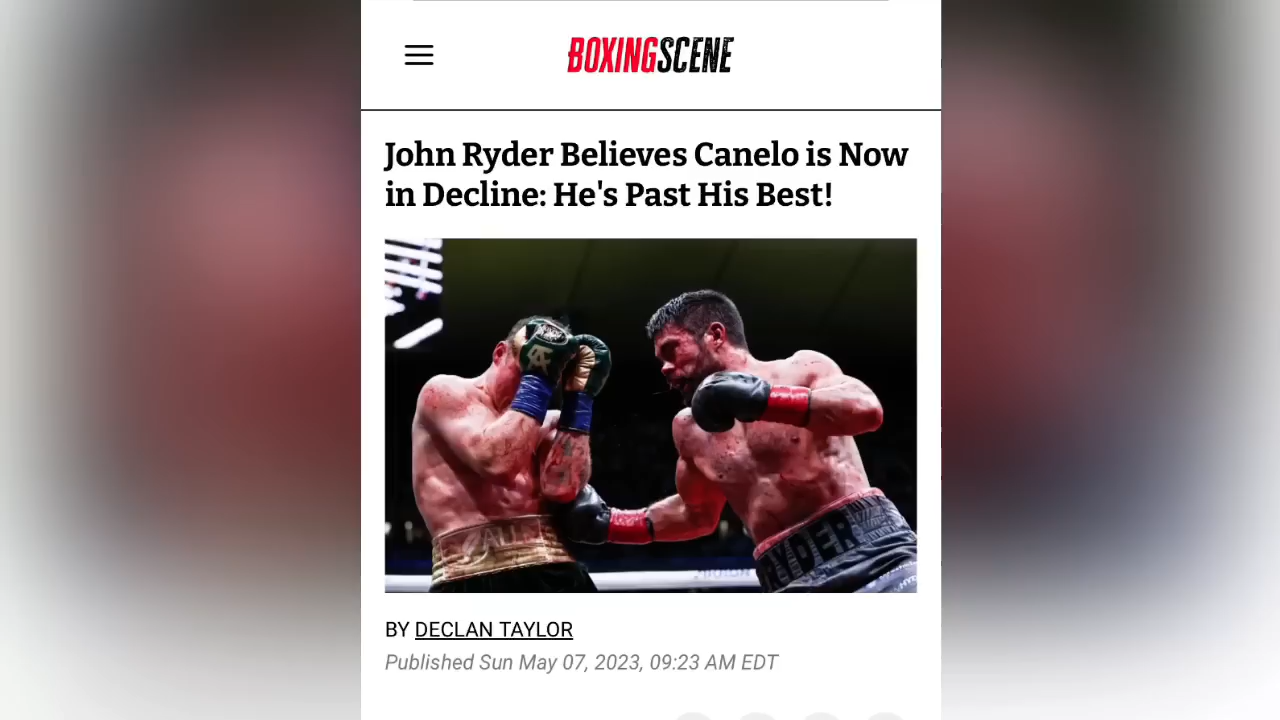 BOXINGSCENE
John Ryder Believes Canelo is Now
in Decline: He's Past His Best!
RYDER
BY DECLAN TAYLOR
Published Sun May 07, 2023, 09:23 AM EDT